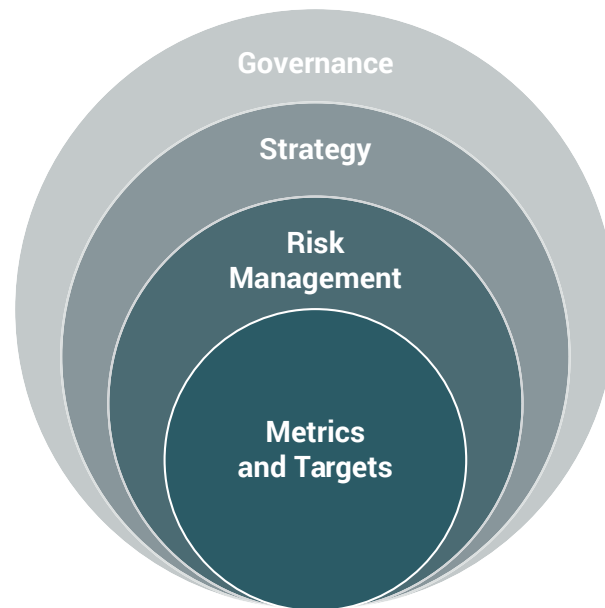 Governance
Strategy
Risk
Management
Metrics
and Targets